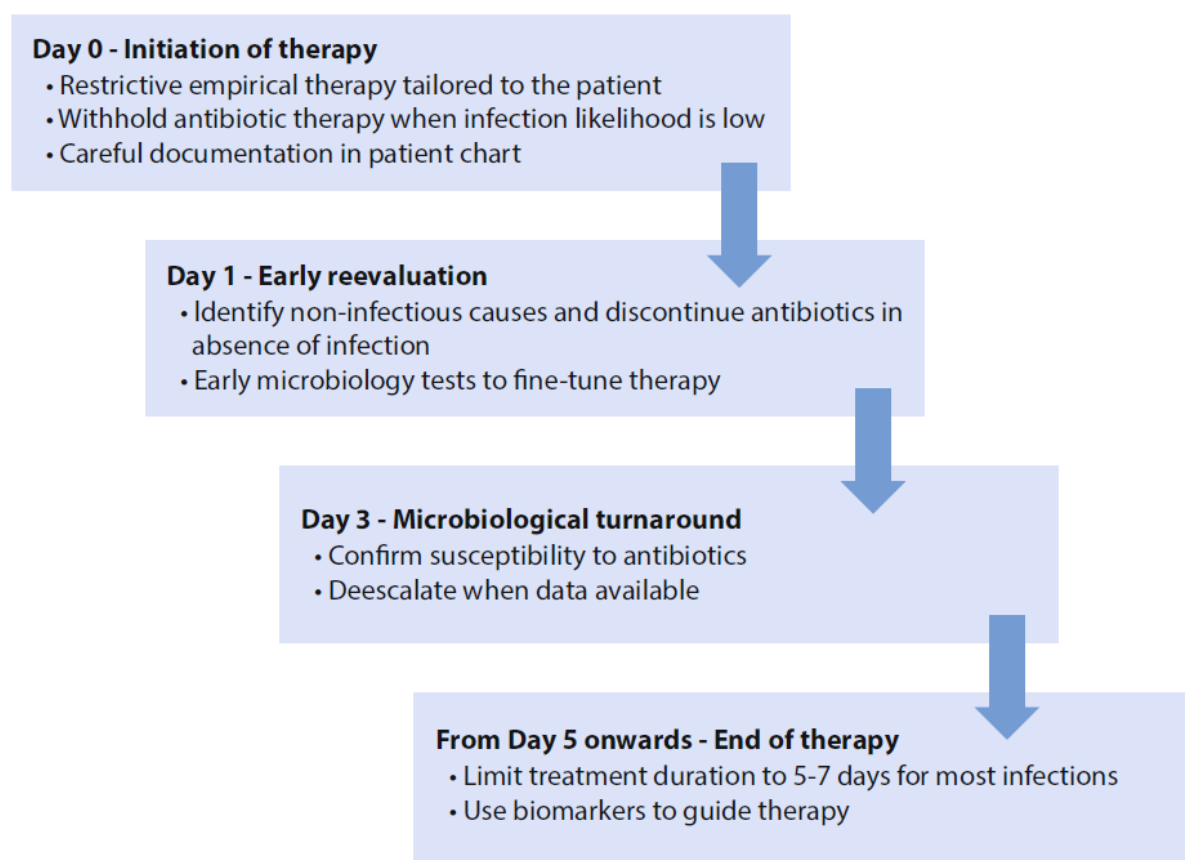 Day 0 - Initiation of therapy
• Restrictive empirical therapy tailored to the patient
• Withhold antibiotic therapy when infection likelihood is low
• Careful documentation in patient chart
Day 1 - Early reevaluation
• Identify non-infectious causes and discontinue antibiotics in
absence of infection
• Early microbiology tests to fine-tune therapy
Day 3 - Microbiological turnaround
• Confirm susceptibility to antibiotics
• Deescalate when data available
From Day 5 onwards - End of therapy
• Limit treatment duration to 5-7 days for most infections
• Use biomarkers to guide therapy